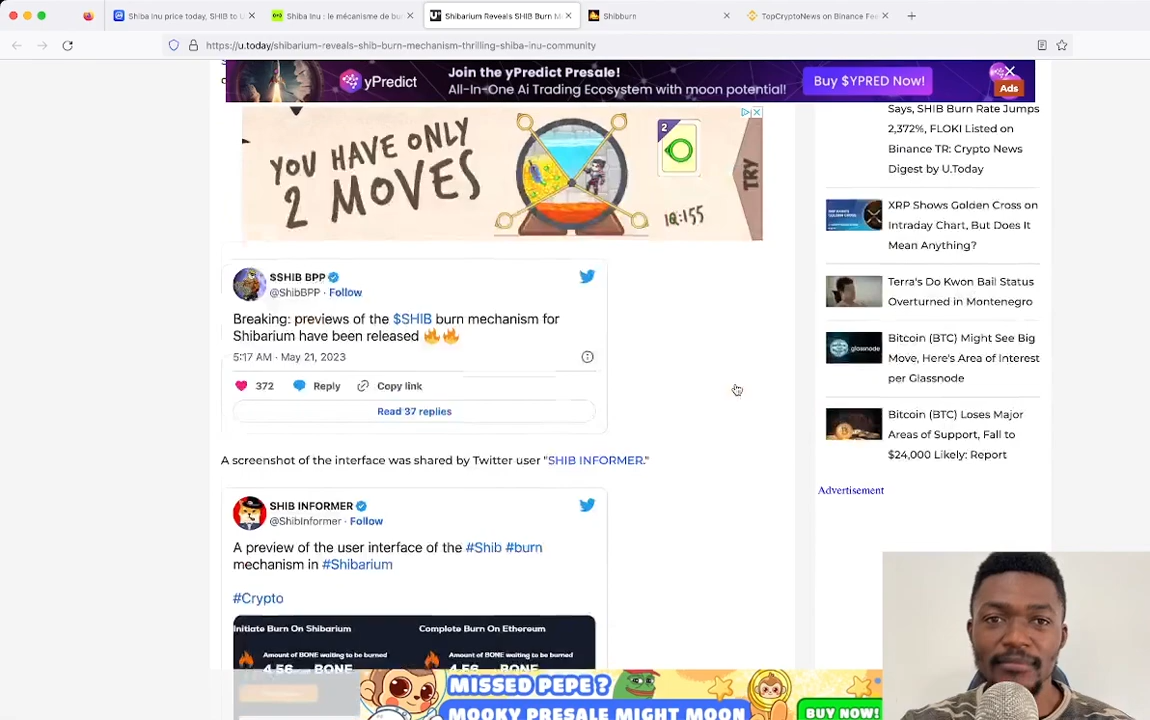 Shiba Inu price today, SHIB to U
Shiba Inu : le mécanisme de bu
Shibarium Reveals SHIB Burn M
Shibburn
TopCryptoNews on Binance Fee
https://u.today/shibarium-reveals-shib-burn-mechanism-thrilling-shiba-inu-community
yPredict
Join the yPredict Presale!
All-In-One Ai Trading Ecosystem with moon potential!
Buy $YPRED Now!
Ads
YOU HAVE ONLY
2 MOVES
2
IQ:155
TRY
Says, SHIB Burn Rate Jumps
2,372%, FLOKI Listed on
Binance TR: Crypto News
Digest by U.Today
XRP Shows Golden Cross on
Intraday Chart, But Does It
Mean Anything?
Terra's Do Kwon Bail Status
Overturned in Montenegro
glassnode
Bitcoin (BTC) Might See Big
Move, Here's Area of Interest
per Glassnode
Bitcoin (BTC) Loses Major
Areas of Support, Fall to
$24,000 Likely: Report
Advertisement
SSHIB BPP
@ShibBPP · Follow
Breaking: previews of the $SHIB burn mechanism for
Shibarium have been released 🔥🔥
5:17 AM · May 21, 2023
372 Reply Copy link
Read 37 replies
A screenshot of the interface was shared by Twitter user "SHIB INFORMER."
SHIB INFORMER
@ShibInformer · Follow
A preview of the user interface of the #Shib #burn
mechanism in #Shibarium
#Crypto
Initiate Burn On Shibarium
Complete Burn On Ethereum
Amount of BONE waiting to be burned
Amount of BONE waiting to be burned
4.56 BONE
4.56 BONE
MISSED PEPE?
MOOKY PRESALE MIGHT MOON
BUY NOW!